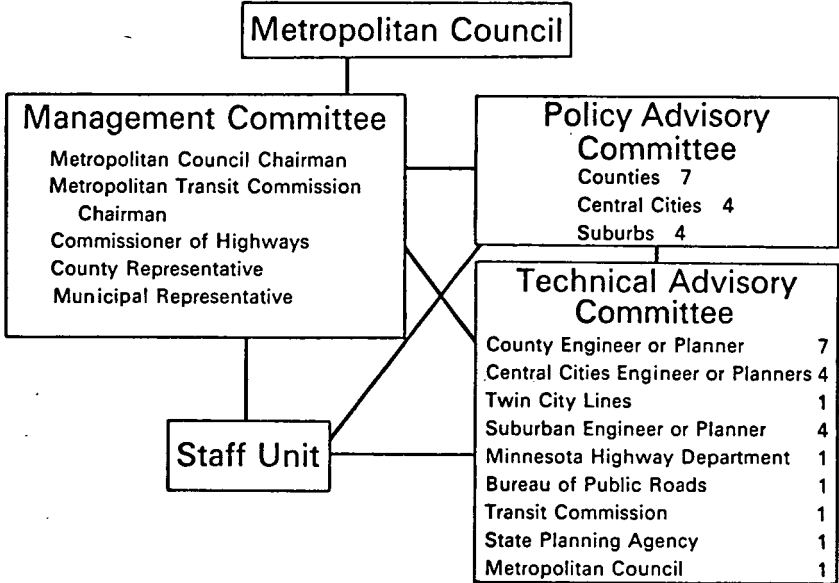 Metropolitan Council
Management Committee
Metropolitan Council Chairman
Metropolitan Transit Commission
Chairman
Commissioner of Highways
County Representative
Municipal Representative
Policy Advisory
Committee
Counties 7
Central Cities 4
Suburbs 4
Technical Advisory
Committee
County Engineer or Planner 7
Central Cities Engineer or Planners 4
Twin City Lines 1
Suburban Engineer or Planner 4
Minnesota Highway Department 1
Bureau of Public Roads 1
Transit Commission 1
State Planning Agency 1
Metropolitan Council 1
Staff Unit